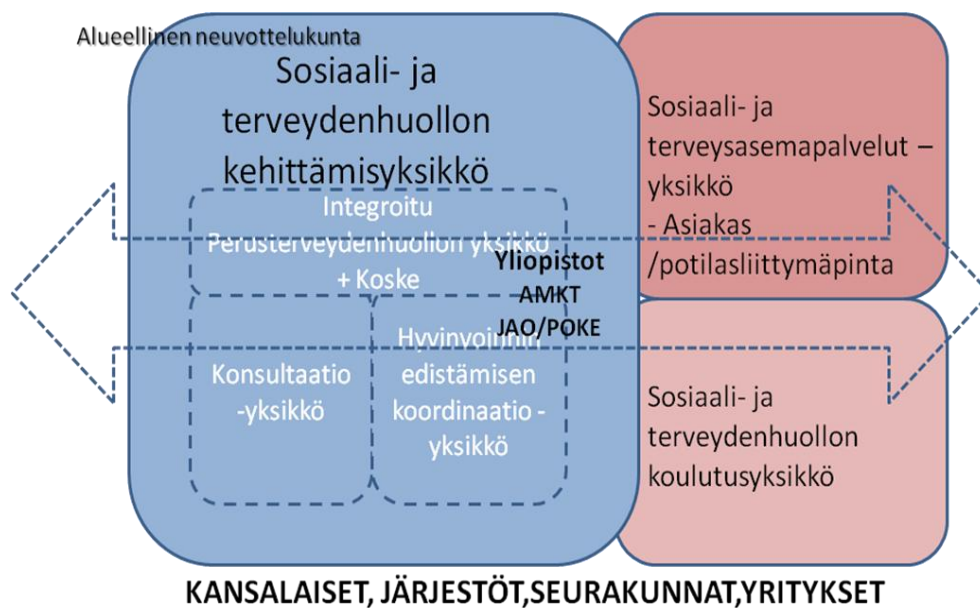 Alueellinen neuvottelukunta
Sosiaali- ja
terveydenhuollon
kehittämisyksikkö
Integroitu
Perusterveydenhuollon yksikkö
+ Koske
Yliopistot
AMKT
JAO/POKE
Konsultaatio
-yksikkö
Hyvinvoinnin
edistämisen
koordinaatio -
yksikkö
Sosiaali- ja
terveysasemapalvelut –
yksikkö
- Asiakas
/potilasliittymäpinta
Sosiaali- ja
terveydenhuollon
koulutusyksikkö
KANSALAISET, JÄRJESTÖT,SEURAKUNNAT,YRITYKSET